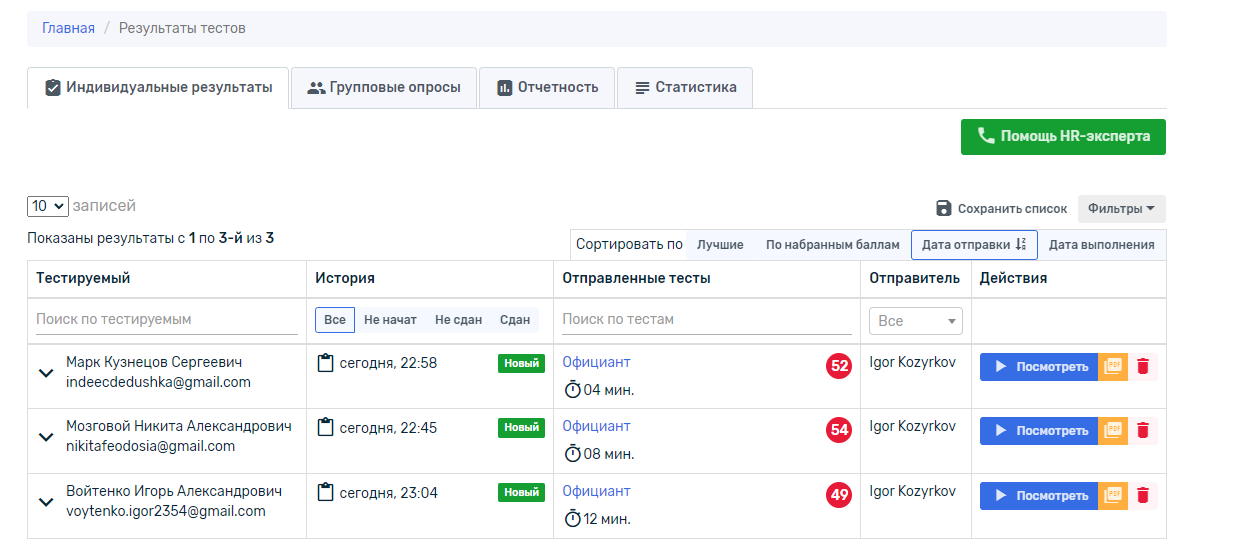 Главная / Результаты тестов
Индивидуальные результаты Групповые опросы Отчетность Статистика
Помощь HR-эксперта
10 записей Сохранить список Фильтры
Показаны результаты с 1 по 3-й из 3
Сортировать по Лучшие По набранным баллам Дата отправки Дата выполнения
Тестируемый История Отправленные тесты Отправитель Действия
Поиск по тестируемым Все Не начат Не сдан Сдан Поиск по тестам Все
Марк Кузнецов Сергеевич сегодня, 22:58 Новый Официант 52 Igor Kozyrkov Посмотреть PDF
indeecdedushka@gmail.com 04 мин.
Мозговой Никита Александрович сегодня, 22:45 Новый Официант 54 Igor Kozyrkov Посмотреть PDF
nikitafeodosia@gmail.com 08 мин.
Войтенко Игорь Александрович сегодня, 23:04 Новый Официант 49 Igor Kozyrkov Посмотреть PDF
voytenko.igor2354@gmail.com 12 мин.